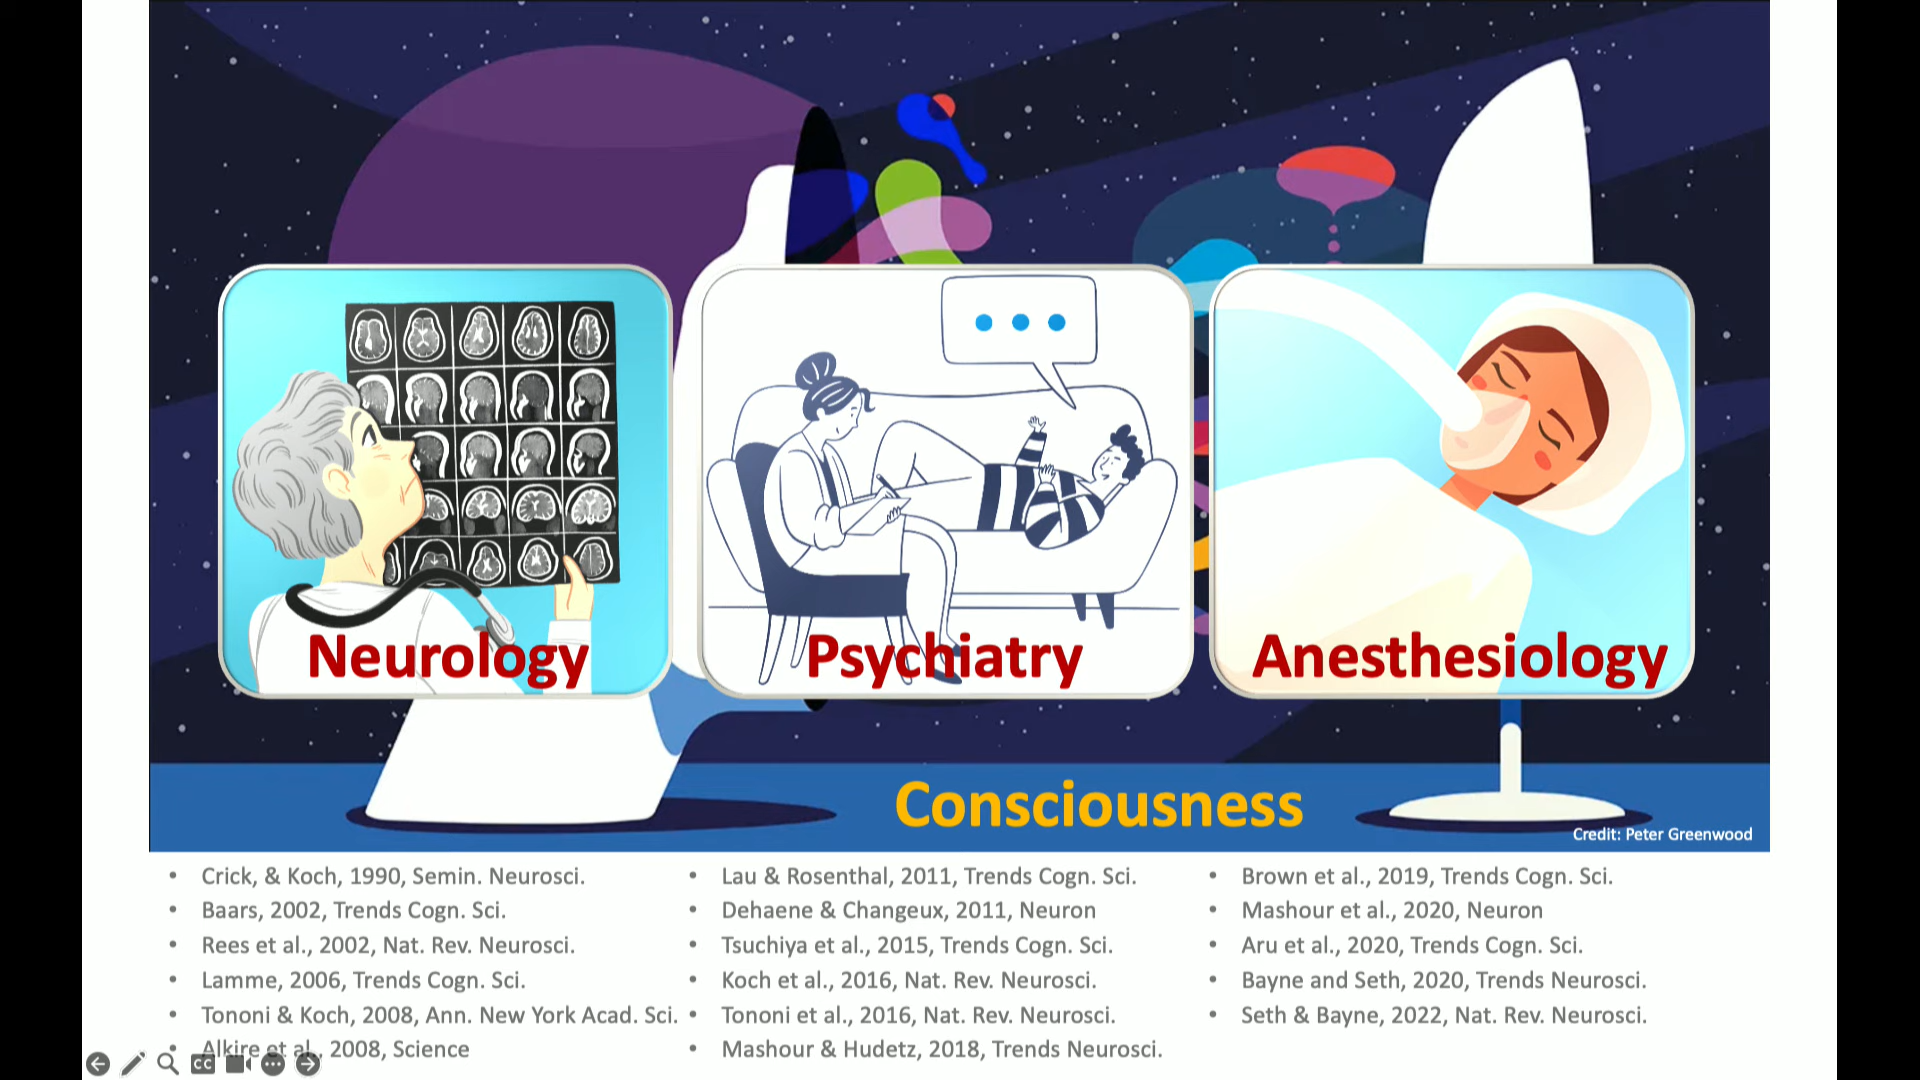 Neurology
Psychiatry
Anesthesiology
Consciousness
Credit: Peter Greenwood
• Crick, & Koch, 1990, Semin. Neurosci.
• Baars, 2002, Trends Cogn. Sci.
• Rees et al., 2002, Nat. Rev. Neurosci.
• Lamme, 2006, Trends Cogn. Sci.
• Tononi & Koch, 2008, Ann. New York Acad. Sci.
• Alkire et al., 2008, Science
• Lau & Rosenthal, 2011, Trends Cogn. Sci.
• Dehaene & Changeux, 2011, Neuron
• Tsuchiya et al., 2015, Trends Cogn. Sci.
• Koch et al., 2016, Nat. Rev. Neurosci.
• Tononi et al., 2016, Nat. Rev. Neurosci.
• Mashour & Hudetz, 2018, Trends Neurosci.
• Brown et al., 2019, Trends Cogn. Sci.
• Mashour et al., 2020, Neuron
• Aru et al., 2020, Trends Cogn. Sci.
• Bayne and Seth, 2020, Trends Neurosci.
• Seth & Bayne, 2022, Nat. Rev. Neurosci.
CC